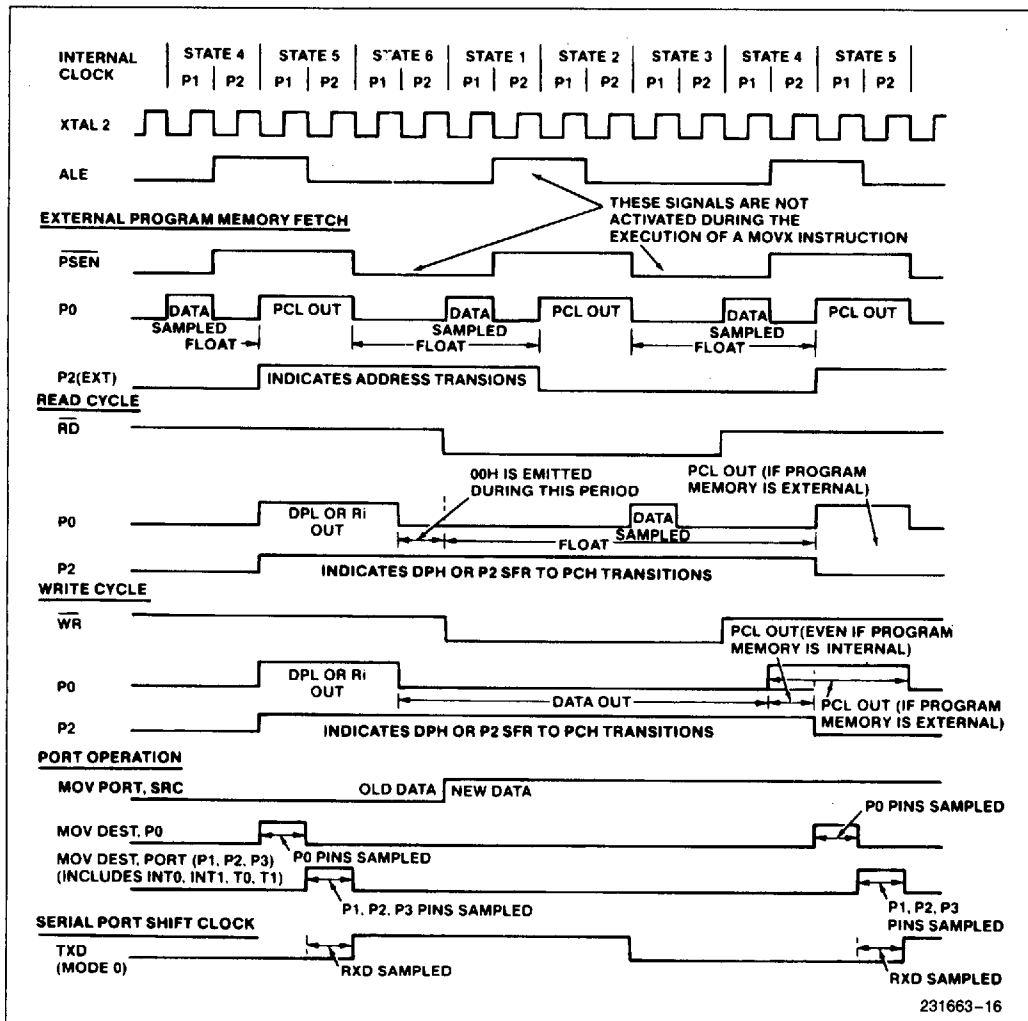 INTERNAL CLOCK
STATE 4 STATE 5 STATE 6 STATE 1 STATE 2 STATE 3 STATE 4 STATE 5
P1 P2 P1 P2 P1 P2 P1 P2 P1 P2 P1 P2 P1 P2 P1 P2
XTAL 2
ALE
THESE SIGNALS ARE NOT
ACTIVATED DURING THE
EXECUTION OF A MOVX INSTRUCTION
EXTERNAL PROGRAM MEMORY FETCH
PSEN
P0
DATA SAMPLED
FLOAT
PCL OUT
DATA SAMPLED
FLOAT
PCL OUT
DATA SAMPLED
FLOAT
PCL OUT
P2(EXT)
INDICATES ADDRESS TRANSIONS
READ CYCLE
RD
00H IS EMITTED
DURING THIS PERIOD
PCL OUT (IF PROGRAM
MEMORY IS EXTERNAL)
P0
DPL OR Ri
OUT
DATA
SAMPLED
FLOAT
P2
INDICATES DPH OR P2 SFR TO PCH TRANSITIONS
WRITE CYCLE
WR
PCL OUT(EVEN IF PROGRAM
MEMORY IS INTERNAL)
P0
DPL OR Ri
OUT
DATA OUT
PCL OUT (IF PROGRAM
MEMORY IS EXTERNAL)
P2
INDICATES DPH OR P2 SFR TO PCH TRANSITIONS
PORT OPERATION
MOV PORT, SRC
OLD DATA
NEW DATA
MOV DEST, P0
P0 PINS SAMPLED
P0 PINS SAMPLED
MOV DEST, PORT (P1, P2, P3)
(INCLUDES INT0, INT1, T0, T1)
P1, P2, P3 PINS SAMPLED
P1, P2, P3
PINS SAMPLED
SERIAL PORT SHIFT CLOCK
TXD
(MODE 0)
RXD SAMPLED
RXD SAMPLED
231663-16